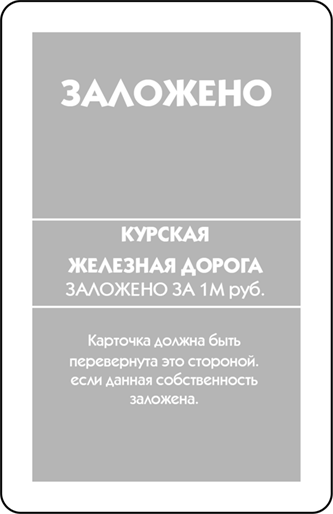 ЗАЛОЖЕНО
КУРСКАЯ
ЖЕЛЕЗНАЯ ДОРОГА
ЗАЛОЖЕНО ЗА 1М руб.
Карточка должна быть
перевернута это стороной.
если данная собственность
заложена.